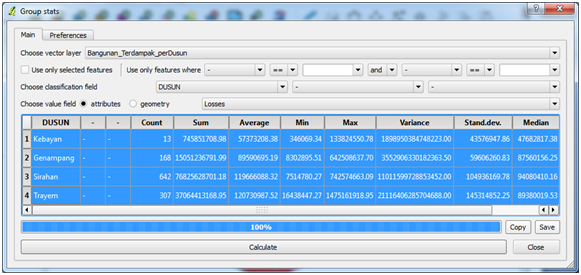 Group stats
Main Preferences
Choose vector layer Bangunan_Terdampak_perDusun
Use only selected features Use only features where - == and - ==
Choose classification field DUSUN - -
Choose value field attributes geometry Losses
DUSUN - - Count Sum Average Min Max Variance Stand.dev. Median
1 Kebayan - - 13 745851708.98 57373208.38 346069.34 133824550.78 1898950384748223.00 43576947.86 47682817.38
2 Genampang - - 168 15051236791.99 89590695.19 8302895.51 642508637.70 3552906330182363.50 59606260.83 87560156.25
3 Sirahan - - 642 76825628701.18 119666088.32 7514780.27 742574663.09 11011599728853452.00 104936169.78 94080410.16
4 Trayem - - 307 37064413168.95 120730987.52 16438447.27 1475161918.95 21116406285704688.00 145314852.25 89380019.53
100% Copy Save
Calculate Close